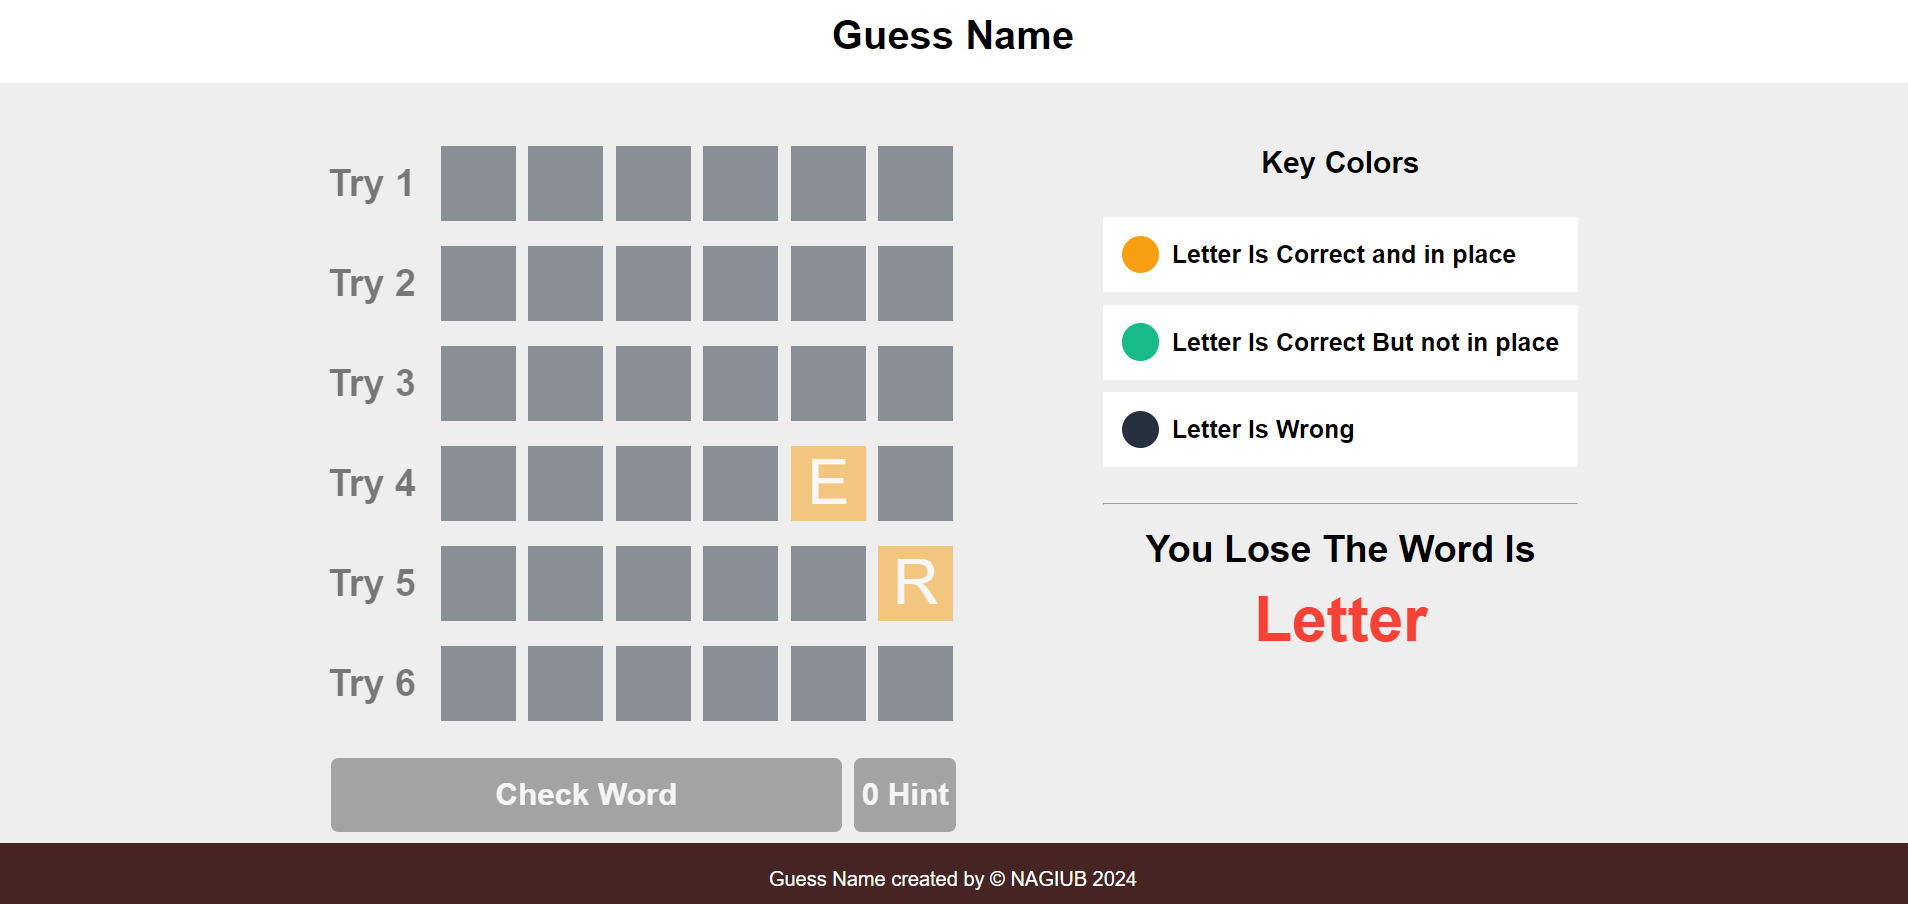 Guess Name
Try 1
Try 2
Try 3
Try 4 E
Try 5 R
Try 6
Check Word
0 Hint
Key Colors
Letter Is Correct and in place
Letter Is Correct But not in place
Letter Is Wrong
You Lose The Word Is
Letter
Guess Name created by © NAGIUB 2024